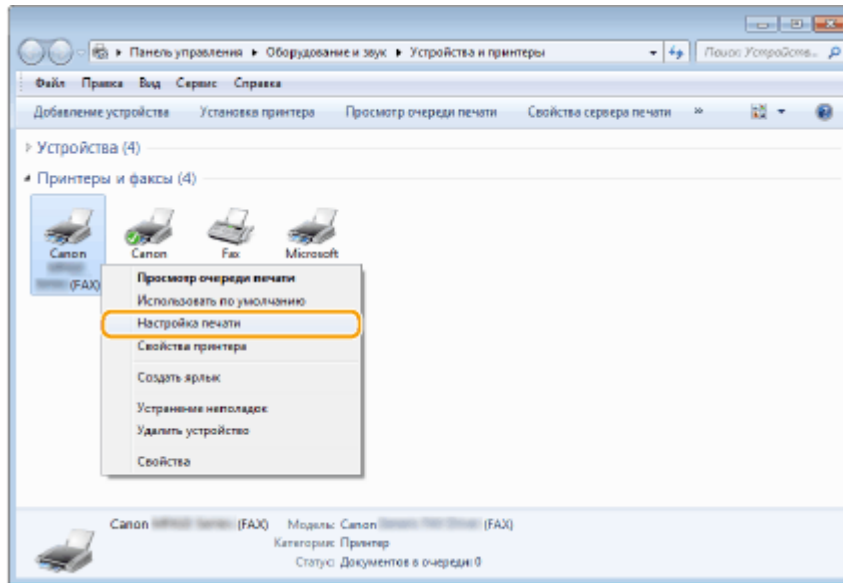 Панель управления ▸ Оборудование и звук ▸ Устройства и принтеры Поиск: Устройств...
Файл Правка Вид Сервис Справка
Добавление устройства Установка принтера Просмотр очереди печати Свойства сервера печати »
Устройства (4)
Принтеры и факсы (4)
Canon Canon Fax Microsoft
(FAX)
Просмотр очереди печати
Использовать по умолчанию
Настройка печати
Свойства принтера
Создать ярлык
Устранение неполадок
Удалить устройство
Свойства
Canon (FAX) Модель: Canon (FAX)
Категория: Принтер
Статус: Документов в очереди: 0